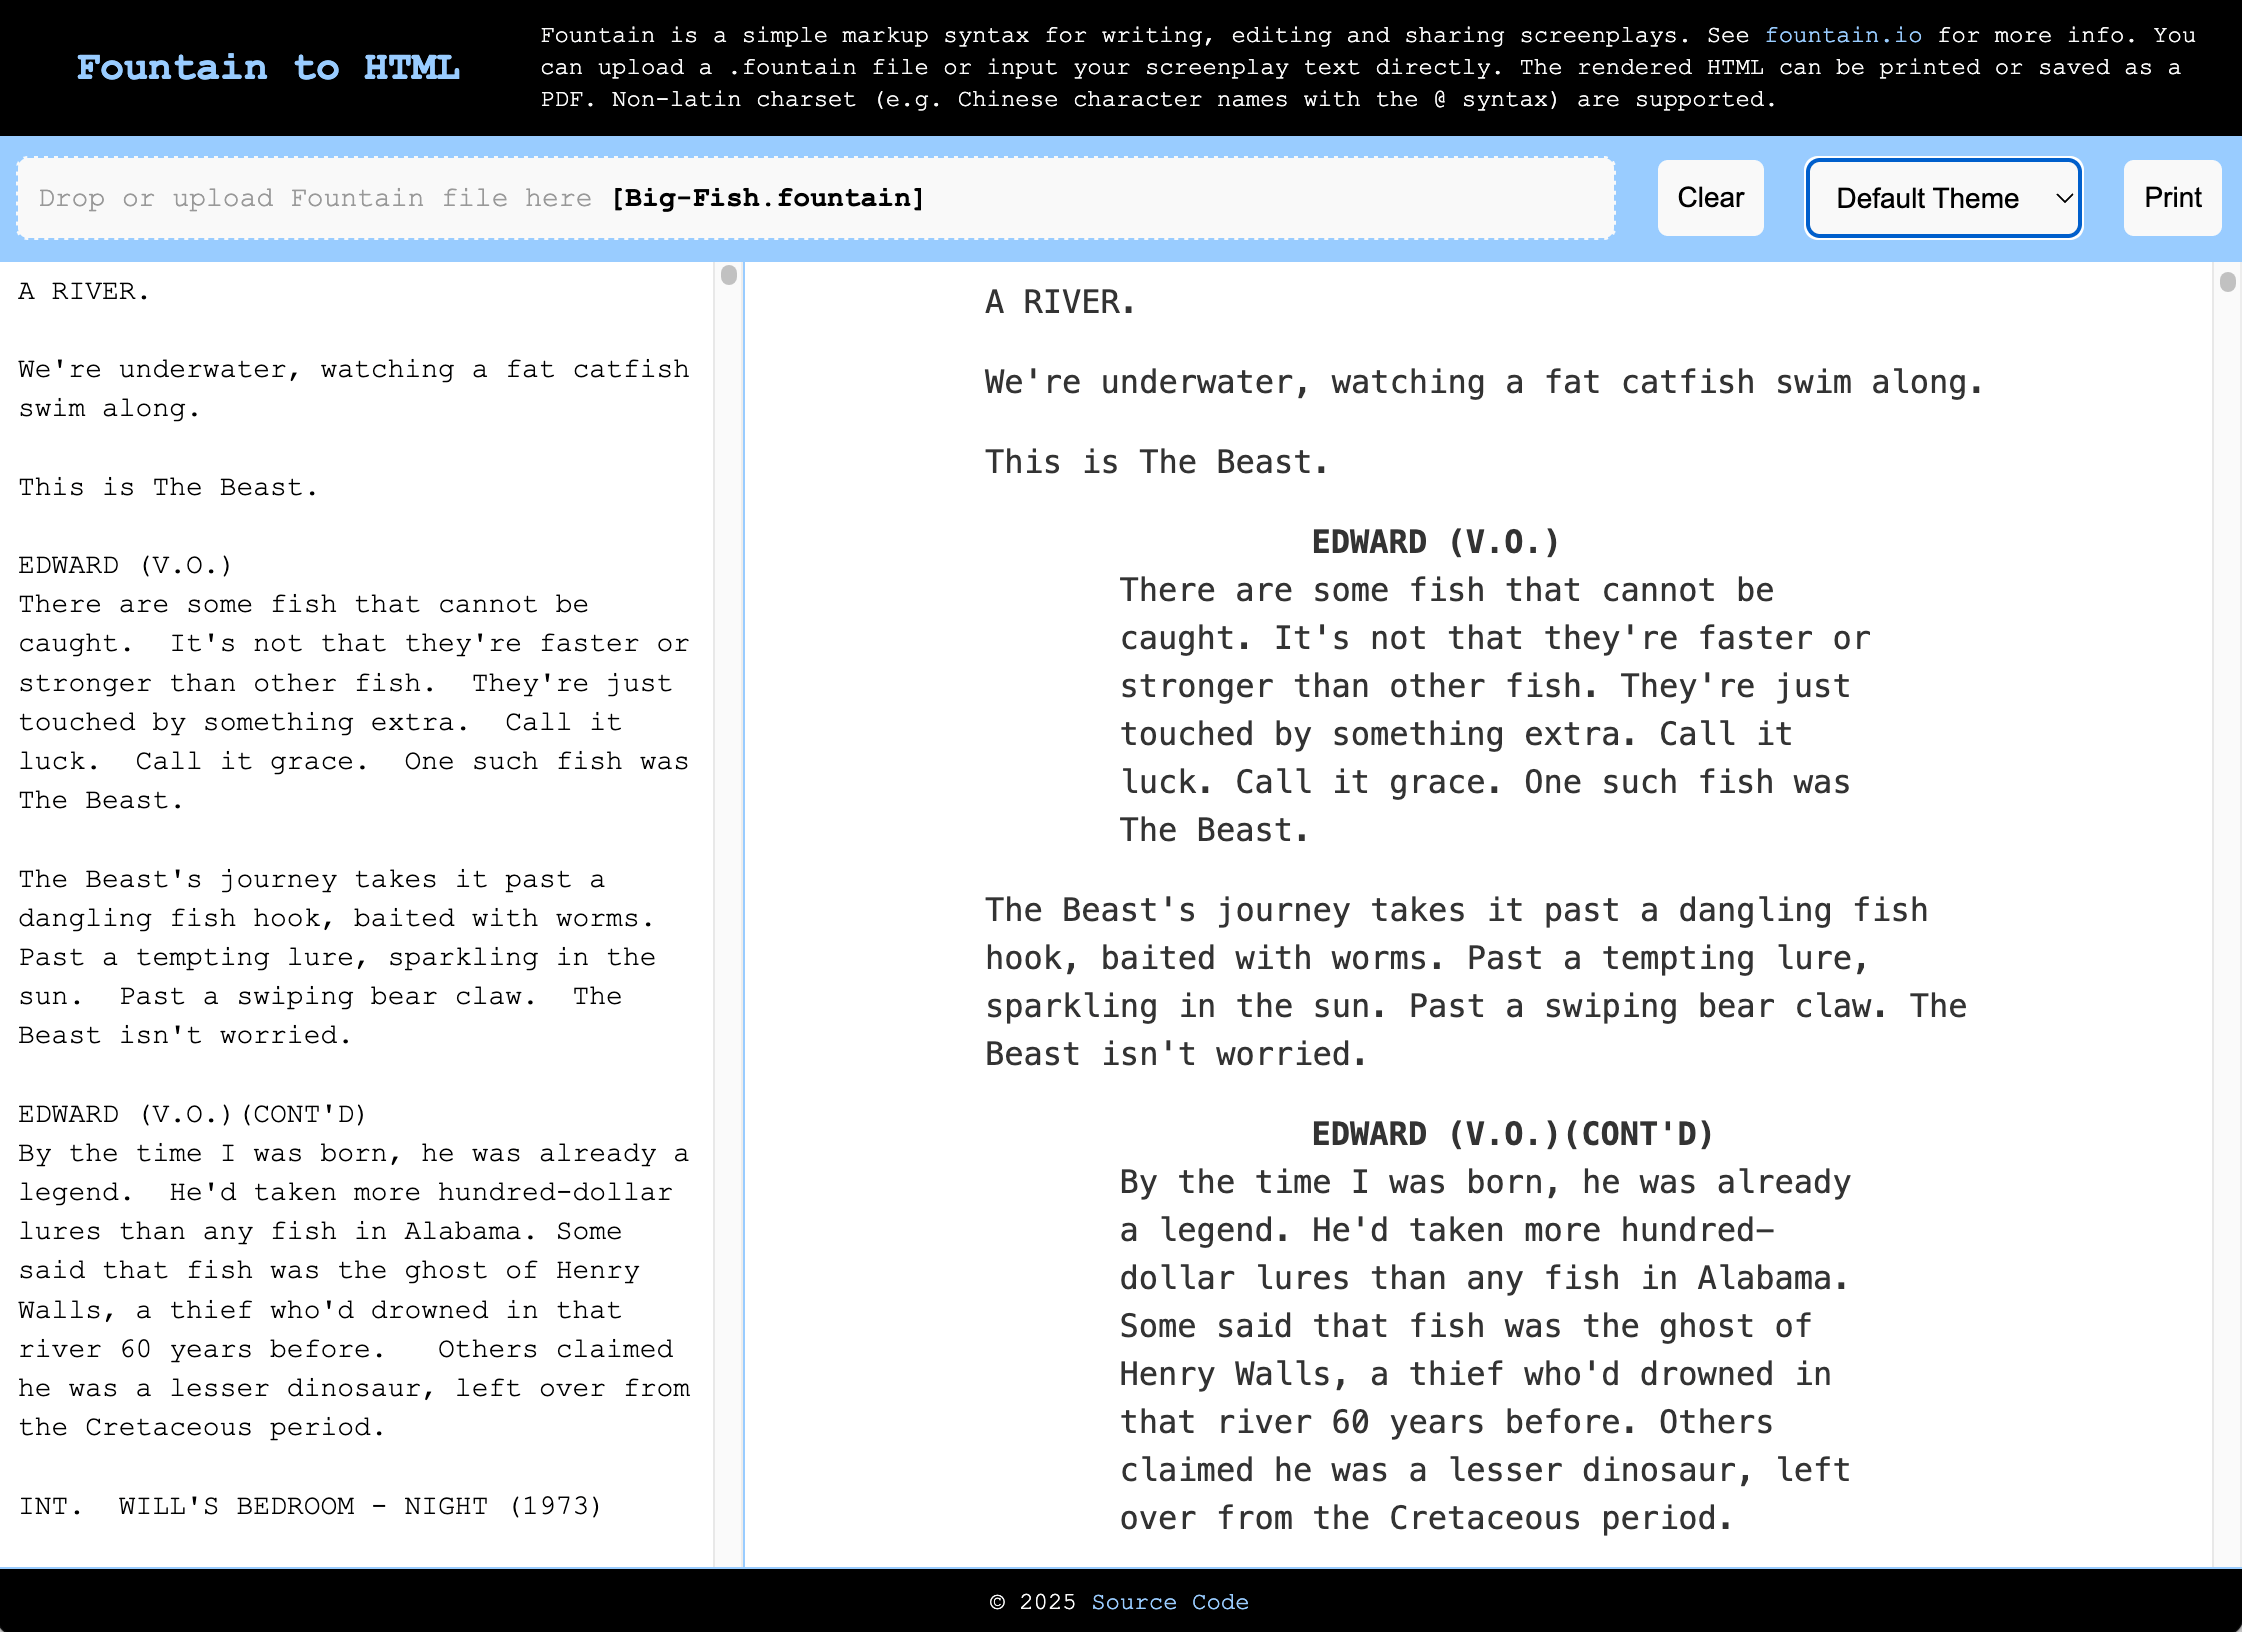 Fountain to HTML
Fountain is a simple markup syntax for writing, editing and sharing screenplays. See fountain.io for more info. You
can upload a .fountain file or input your screenplay text directly. The rendered HTML can be printed or saved as a
PDF. Non-latin charset (e.g. Chinese character names with the @ syntax) are supported.
Drop or upload Fountain file here [Big-Fish.fountain]
Clear
Default Theme
Print
A RIVER.
We're underwater, watching a fat catfish
swim along.
This is The Beast.
EDWARD (V.O.)
There are some fish that cannot be
caught.  It's not that they're faster or
stronger than other fish.  They're just
touched by something extra.  Call it
luck.  Call it grace.  One such fish was
The Beast.
The Beast's journey takes it past a
dangling fish hook, baited with worms.
Past a tempting lure, sparkling in the
sun.  Past a swiping bear claw.  The
Beast isn't worried.
EDWARD (V.O.)(CONT'D)
By the time I was born, he was already a
legend.  He'd taken more hundred-dollar
lures than any fish in Alabama. Some
said that fish was the ghost of Henry
Walls, a thief who'd drowned in that
river 60 years before.   Others claimed
he was a lesser dinosaur, left over from
the Cretaceous period.
INT.  WILL'S BEDROOM - NIGHT (1973)
A RIVER.
We're underwater, watching a fat catfish swim along.
This is The Beast.
EDWARD (V.O.)
There are some fish that cannot be
caught. It's not that they're faster or
stronger than other fish. They're just
touched by something extra. Call it
luck. Call it grace. One such fish was
The Beast.
The Beast's journey takes it past a dangling fish
hook, baited with worms. Past a tempting lure,
sparkling in the sun. Past a swiping bear claw. The
Beast isn't worried.
EDWARD (V.O.)(CONT'D)
By the time I was born, he was already
a legend. He'd taken more hundred-
dollar lures than any fish in Alabama.
Some said that fish was the ghost of
Henry Walls, a thief who'd drowned in
that river 60 years before. Others
claimed he was a lesser dinosaur, left
over from the Cretaceous period.
© 2025 Source Code